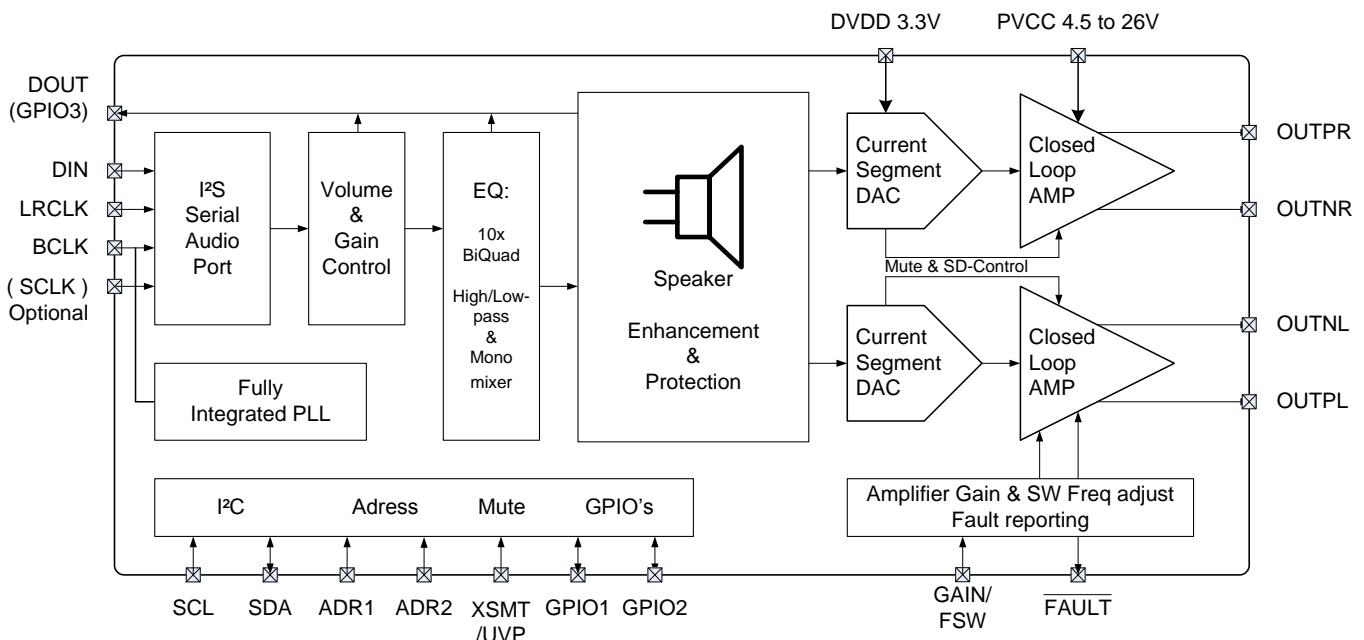 DVDD 3.3V
PVCC 4.5 to 26V
DOUT
(GPIO3)
DIN
LRCLK
BCLK
( SCLK )
Optional
I²S
Serial
Audio
Port
Volume
&
Gain
Control
EQ:
10x
BiQuad
High/Low-
pass
&
Mono
mixer
Fully
Integrated PLL
Speaker
Enhancement
&
Protection
Current
Segment
DAC
Closed
Loop
AMP
Mute & SD-Control
Current
Segment
DAC
Closed
Loop
AMP
OUTPR
OUTNR
OUTNL
OUTPL
I²C
Adress
Mute
GPIO's
Amplifier Gain & SW Freq adjust
Fault reporting
SCL
SDA
ADR1
ADR2
XSMT
/UVP
GPIO1
GPIO2
GAIN/
FSW
FAULT